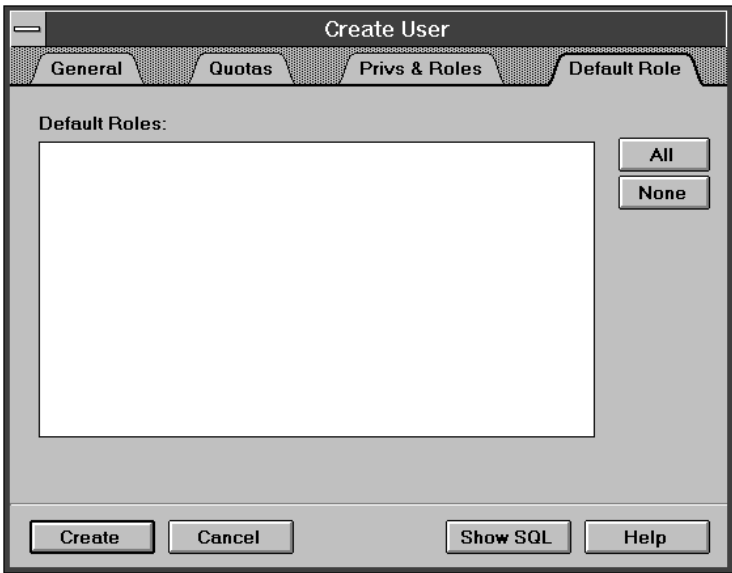 Create User
General Quotas Privs & Roles Default Role
Default Roles:
All
None
Create Cancel Show SQL Help